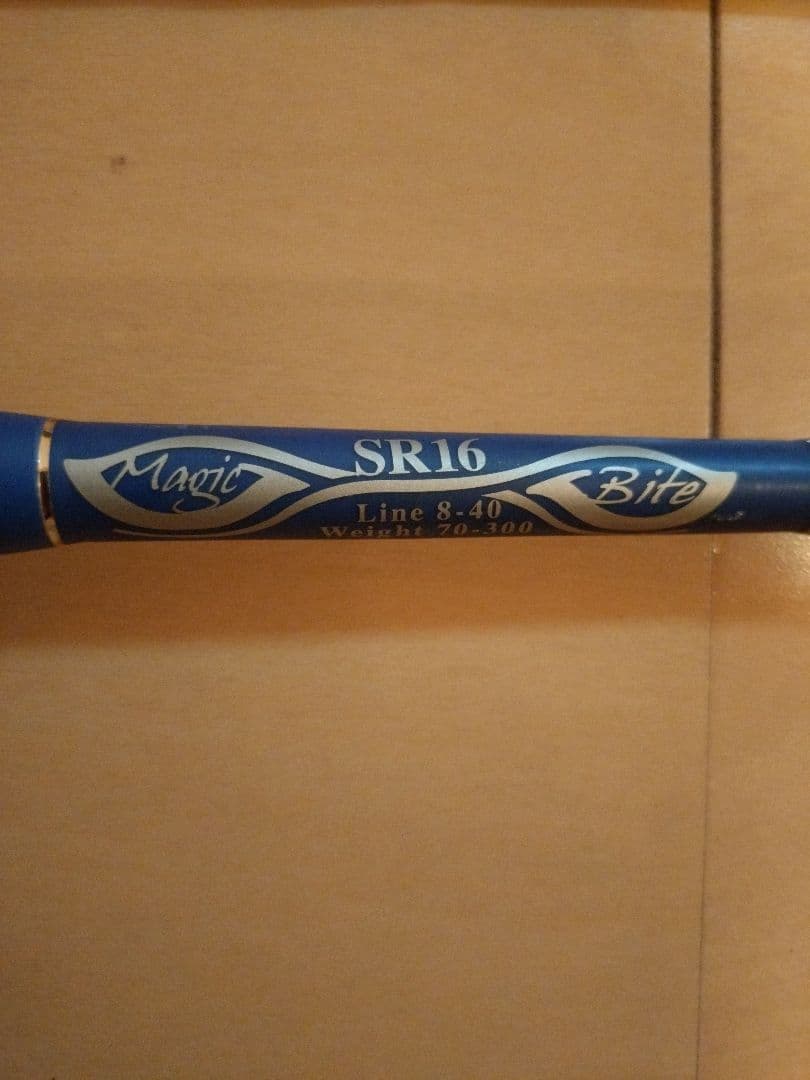 Magic
SR16
Line 8-40
Weight 70-300
Bite